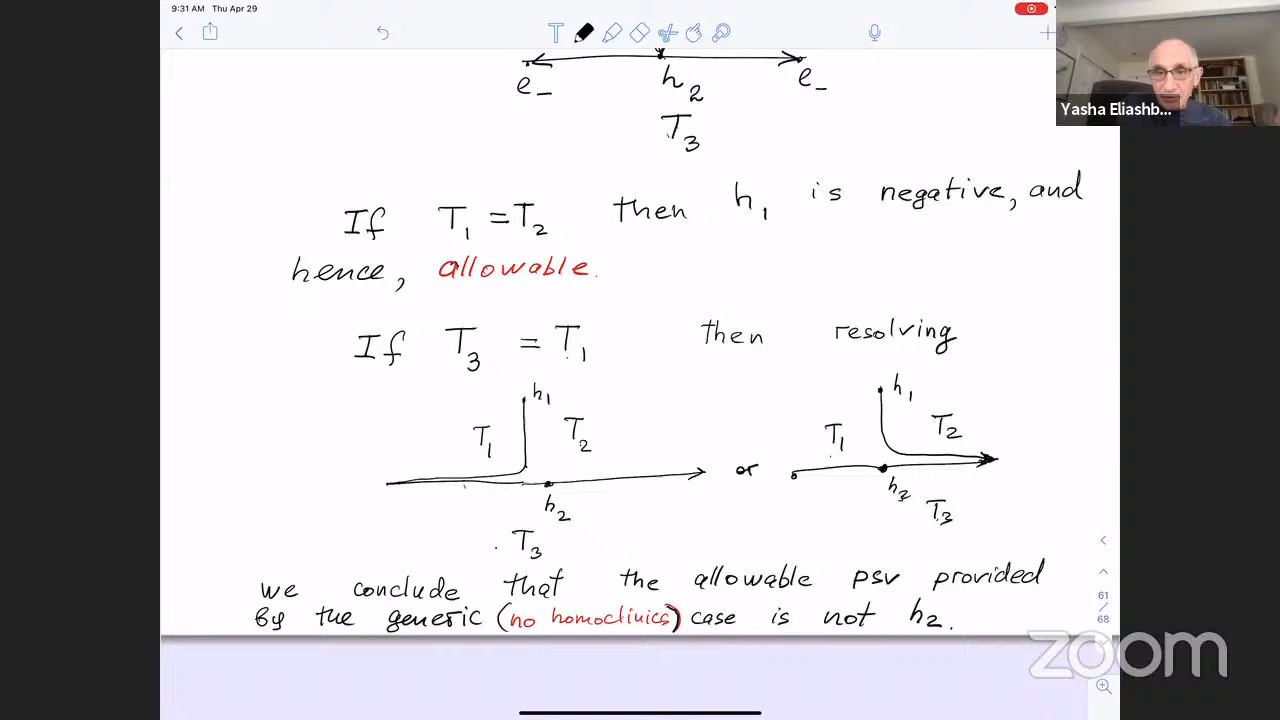 9:31 AM Thu Apr 29
Yasha Eliashb...
e_ h₂ e_
T₃
If T₁ = T₂ then h₁ is negative, and
hence, allowable.
If T₃ = T₁ then resolving
h₁ h₁
T₁ T₂ T₁ T₂
or
h₂ h₂
T₃ T₃
we conclude that the allowable psv provided
by the generic (no homoclinics) case is not h₂.
61
/
68
zoom